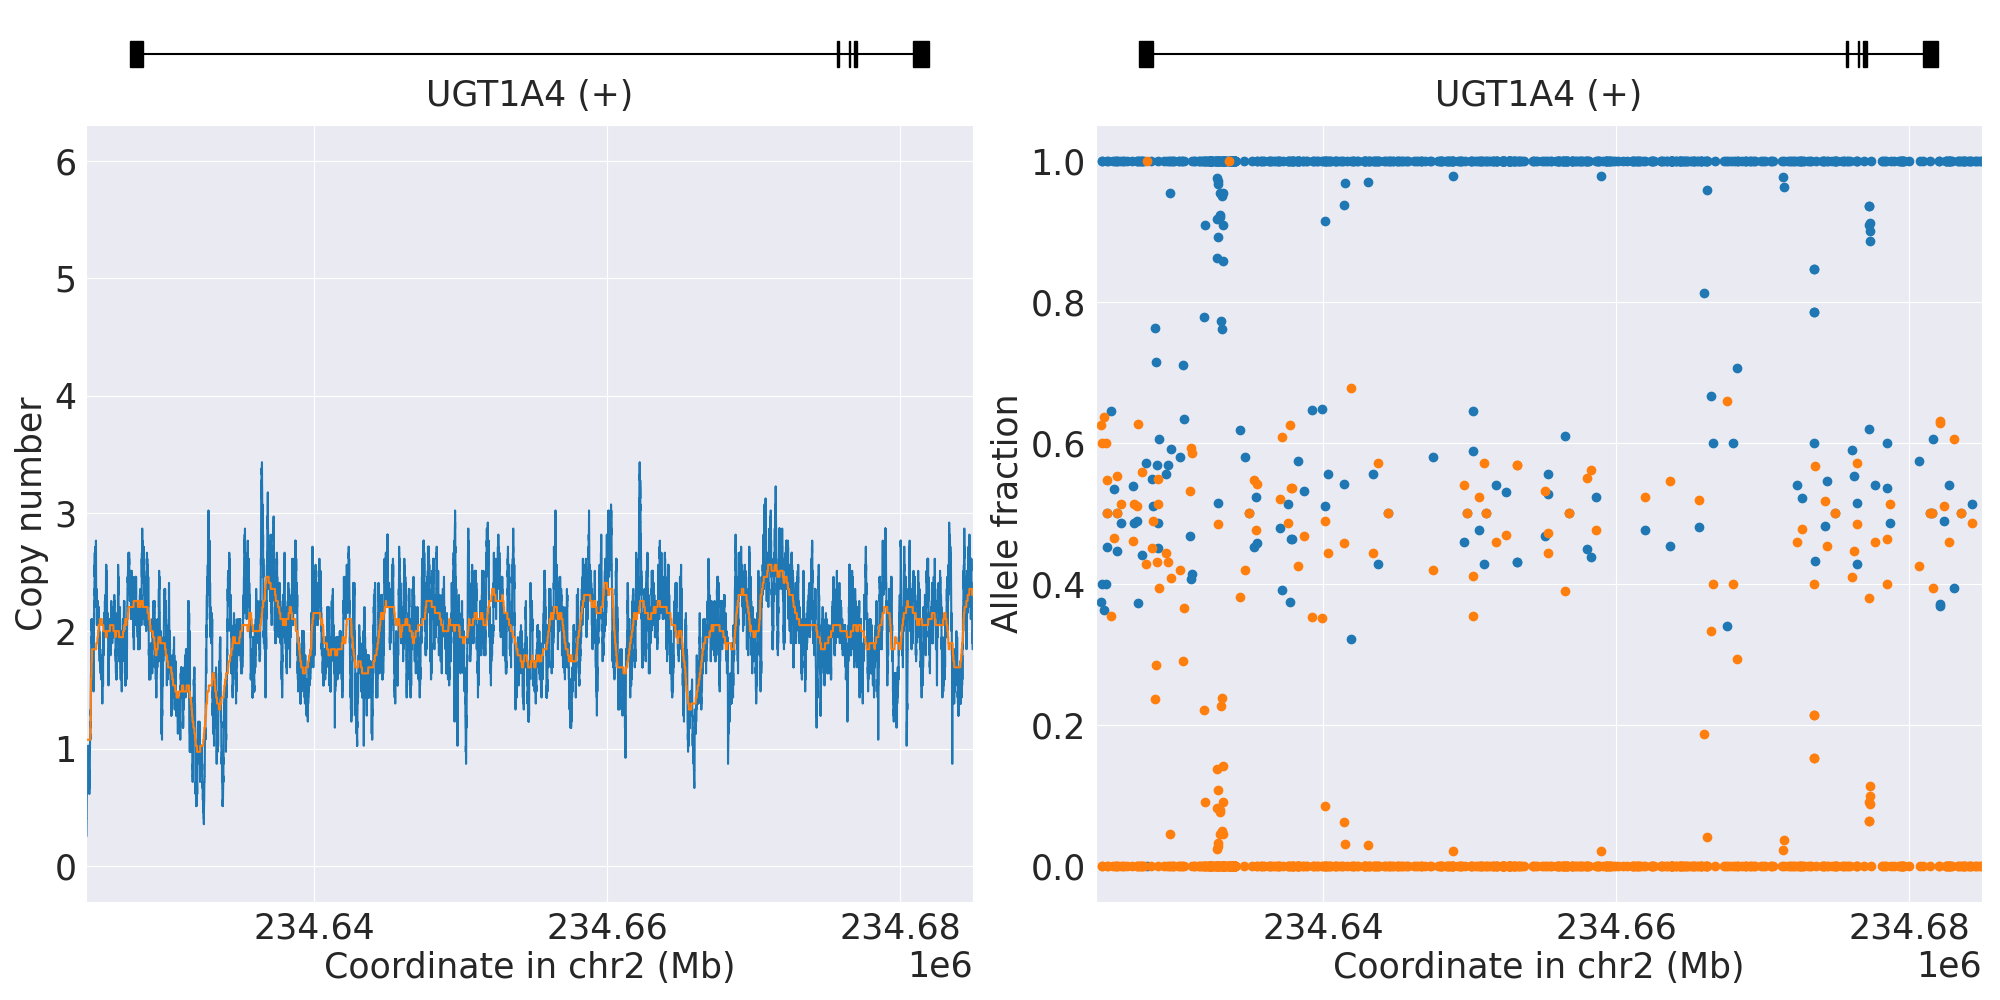 UGT1A4 (+)
6
5
4
3
2
1
0
Copy number
234.64
234.66
234.68
Coordinate in chr2 (Mb)
1e6
UGT1A4 (+)
1.0
0.8
0.6
0.4
0.2
0.0
Allele fraction
234.64
234.66
234.68
Coordinate in chr2 (Mb)
1e6